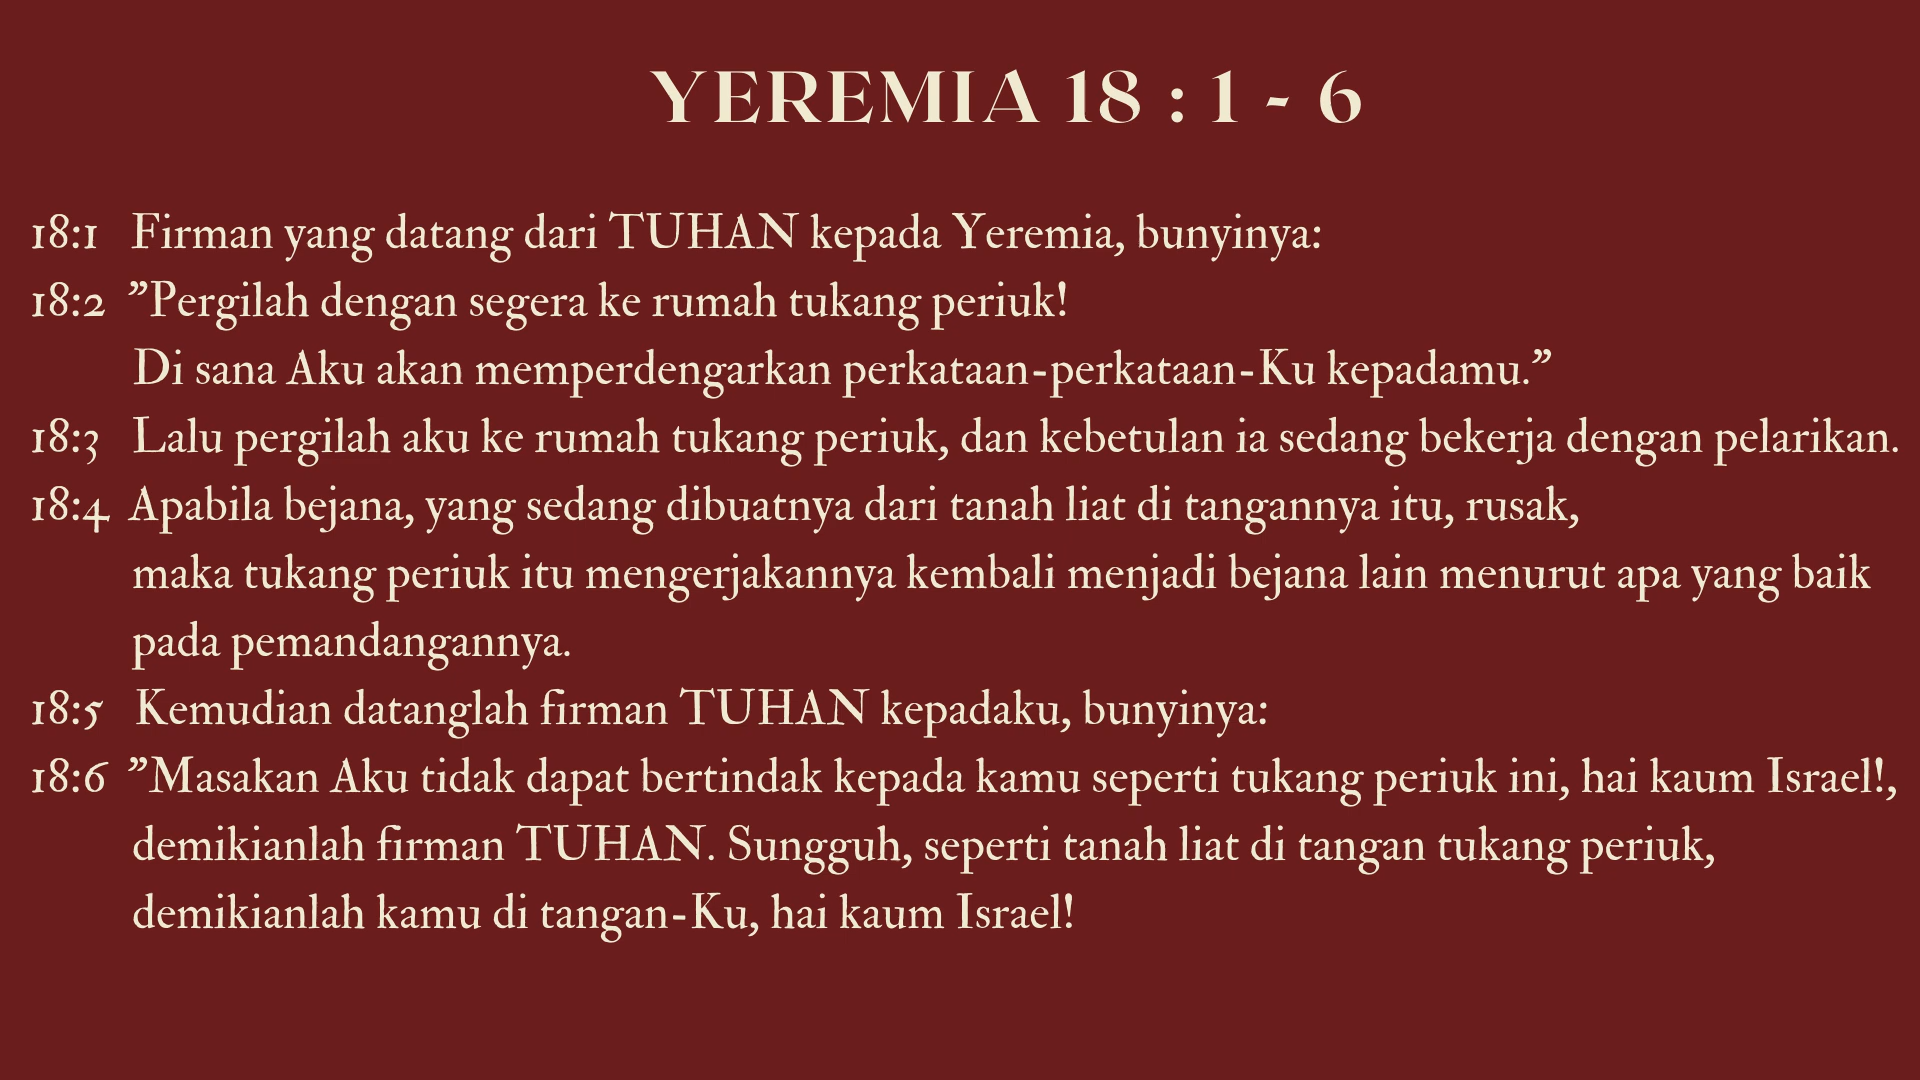 YEREMIA 18 : 1 - 6
18:1 Firman yang datang dari TUHAN kepada Yeremia, bunyinya:
18:2 ”Pergilah dengan segera ke rumah tukang periuk!
Di sana Aku akan memperdengarkan perkataan-perkataan-Ku kepadamu.”
18:3 Lalu pergilah aku ke rumah tukang periuk, dan kebetulan ia sedang bekerja dengan pelarikan.
18:4 Apabila bejana, yang sedang dibuatnya dari tanah liat di tangannya itu, rusak,
maka tukang periuk itu mengerjakannya kembali menjadi bejana lain menurut apa yang baik
pada pemandangannya.
18:5 Kemudian datanglah firman TUHAN kepadaku, bunyinya:
18:6 ”Masakan Aku tidak dapat bertindak kepada kamu seperti tukang periuk ini, hai kaum Israel!,
demikianlah firman TUHAN. Sungguh, seperti tanah liat di tangan tukang periuk,
demikianlah kamu di tangan-Ku, hai kaum Israel!